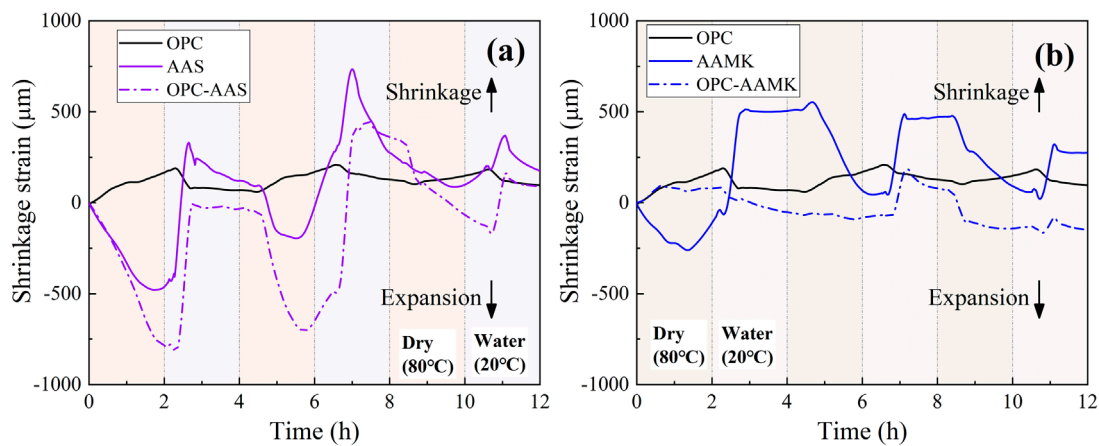 (a)
OPC
AAS
OPC-AAS
Shrinkage
Expansion
Dry
(80℃)
Water
(20℃)
Shrinkage strain (μm)
1000
500
0
-500
-1000
0
2
4
6
8
10
12
Time (h)
(b)
OPC
AAMK
OPC-AAMK
Shrinkage
Expansion
Dry
(80℃)
Water
(20℃)
Shrinkage strain (μm)
1000
500
0
-500
-1000
0
2
4
6
8
10
12
Time (h)